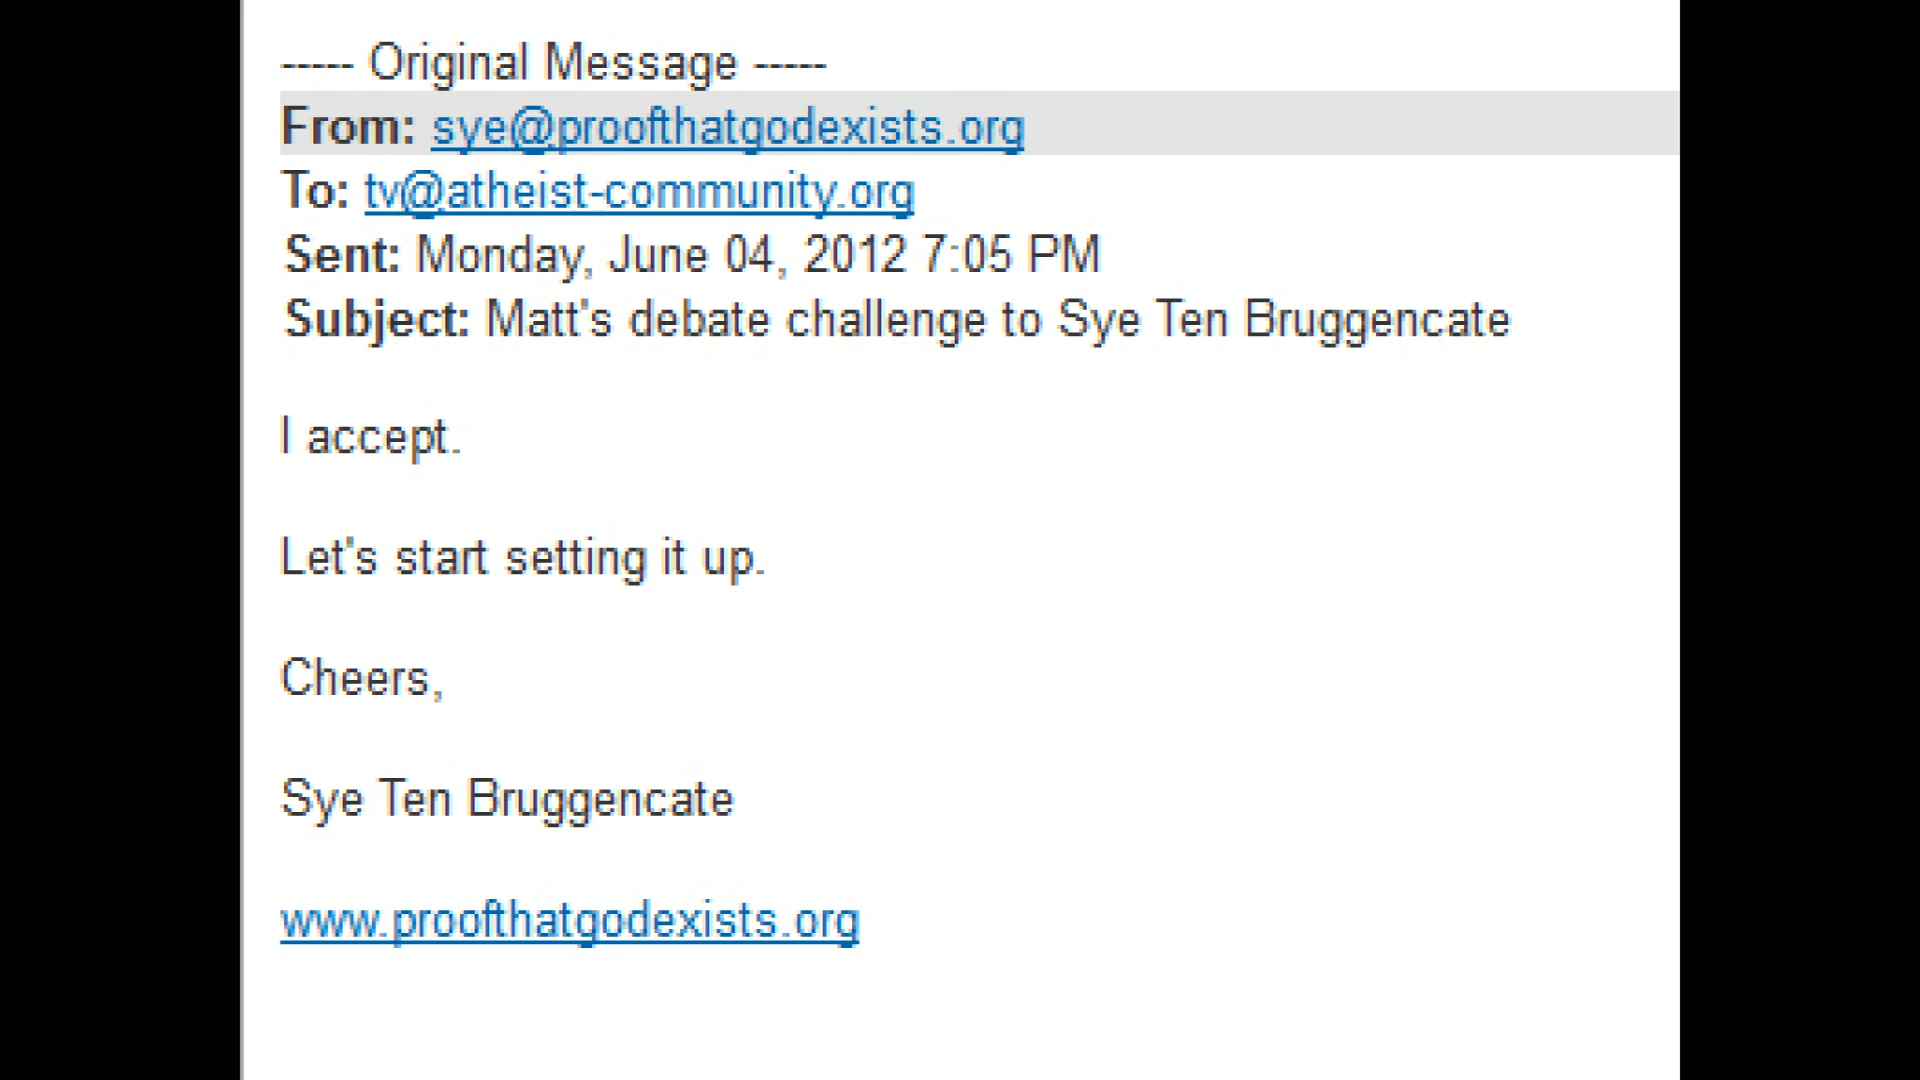 ----- Original Message -----
From: sye@proofthatgodexists.org
To: tv@atheist-community.org
Sent: Monday, June 04, 2012 7:05 PM
Subject: Matt's debate challenge to Sye Ten Bruggencate
I accept.
Let's start setting it up.
Cheers,
Sye Ten Bruggencate
www.proofthatgodexists.org